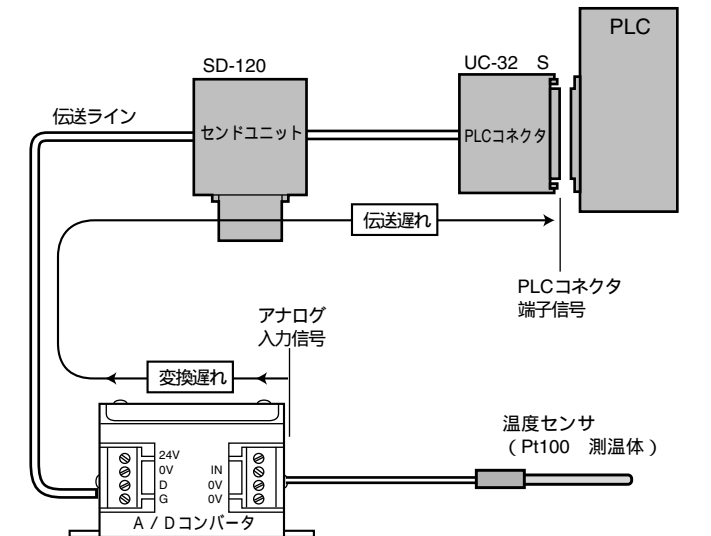 PLC
SD-120
UC-32 S
伝送ライン
センドユニット
PLCコネクタ
伝送遅れ
PLCコネクタ
端子信号
アナログ
入力信号
変換遅れ
温度センサ
（Pt100 測温体）
24V
0V
D
G
IN
0V
0V
A / Dコンバータ